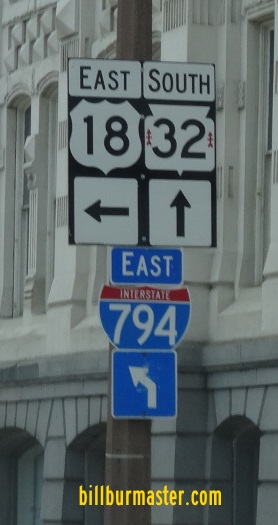 EAST SOUTH
18 32
EAST
INTERSTATE
794
billburmaster.com